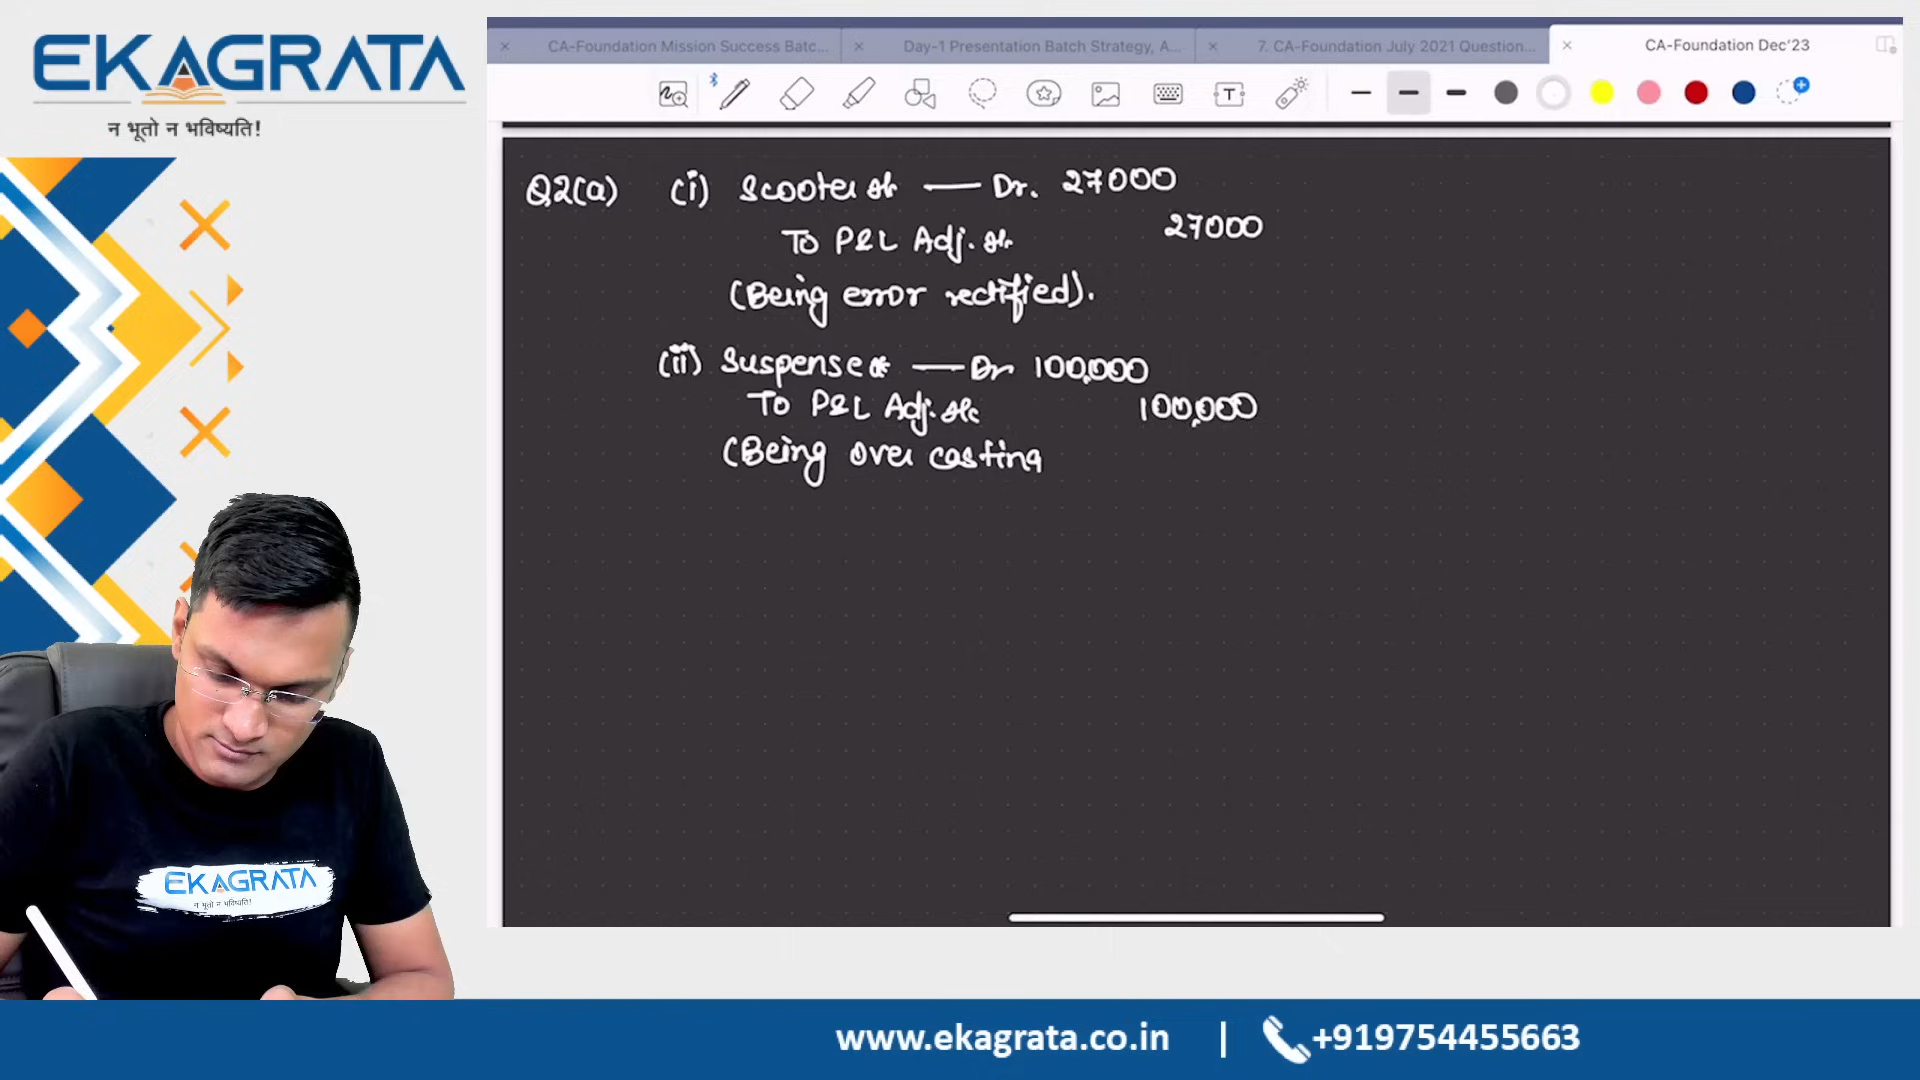 EKAGRATA
न भूतो न भविष्यति!
CA-Foundation Mission Success Batc...
Day-1 Presentation Batch Strategy, A...
7. CA-Foundation July 2021 Question...
CA-Foundation Dec'23
Q2(a) (i) Scooter A/c — Dr. 27000
To P&L Adj. A/c 27000
(Being error rectified).
(ii) Suspense A/c — Dr 100,000
To P&L Adj. A/c 100,000
(Being over casting
EKAGRATA
न भूतो न भविष्यति!
www.ekagrata.co.in | +919754455663